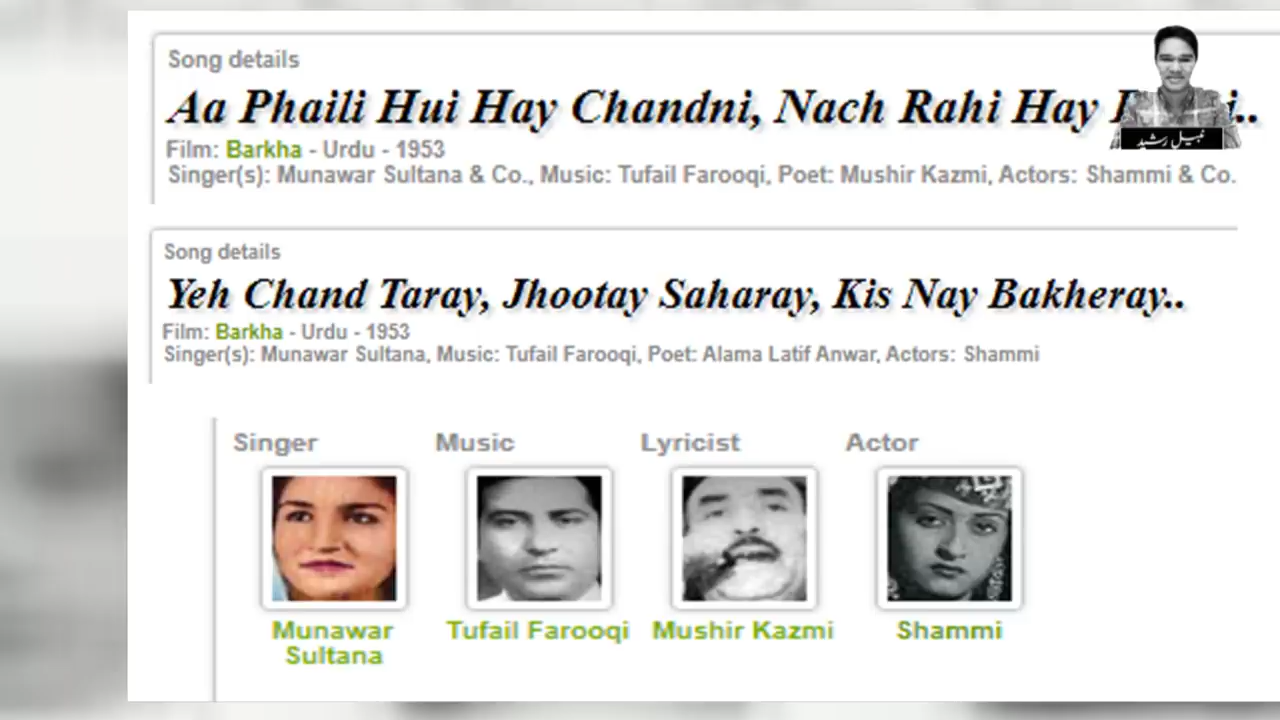 Song details
Aa Phaili Hui Hay Chandni, Nach Rahi Hay
Film: Barkha - Urdu - 1953
Singer(s): Munawar Sultana & Co., Music: Tufail Farooqi, Poet: Mushir Kazmi, Actors: Shammi & Co.
نبیل رشید
Song details
Yeh Chand Taray, Jhootay Saharay, Kis Nay Bakheray..
Film: Barkha - Urdu - 1953
Singer(s): Munawar Sultana, Music: Tufail Farooqi, Poet: Alama Latif Anwar, Actors: Shammi
Singer Music Lyricist Actor
Munawar Tufail Farooqi Mushir Kazmi Shammi
Sultana